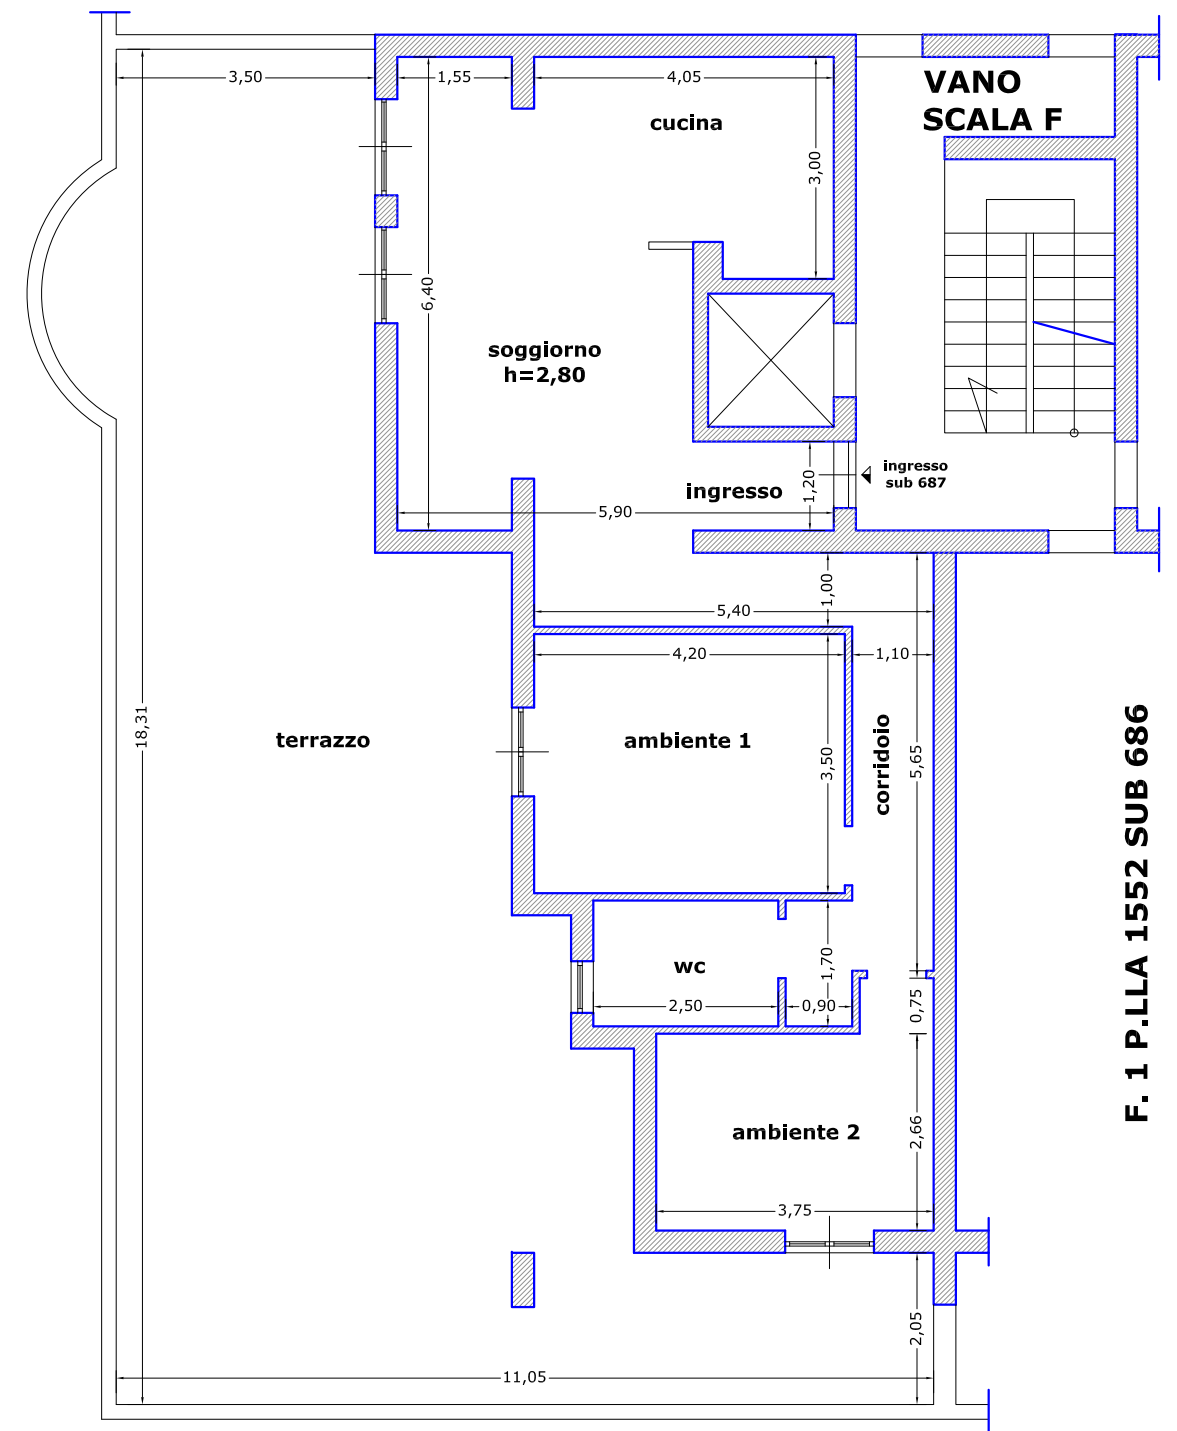 3,50
1,55
4,05
VANO
SCALA F
cucina
3,00
6,40
soggiorno
h=2,80
ingresso
sub 687
ingresso
1,20
5,90
1,00
5,40
4,20
1,10
18,31
terrazzo
ambiente 1
3,50
corridoio
5,65
F. 1 P.LLA 1552 SUB 686
wc
1,70
2,50
0,90
0,75
ambiente 2
2,66
3,75
2,05
11,05